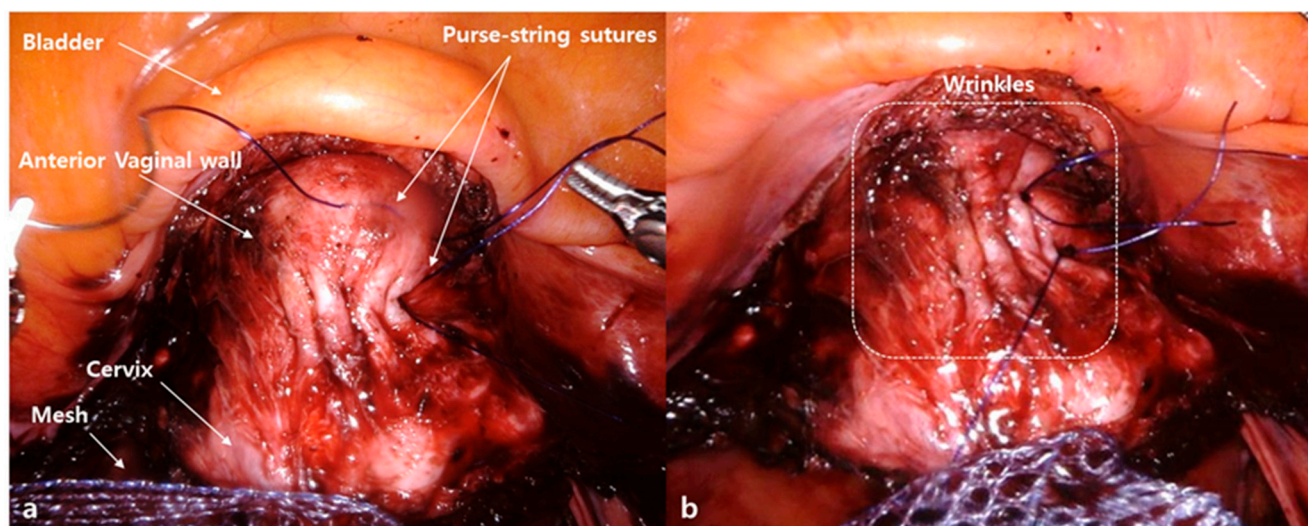 Bladder
Purse-string sutures
Anterior Vaginal wall
Cervix
Mesh
a
Wrinkles
b